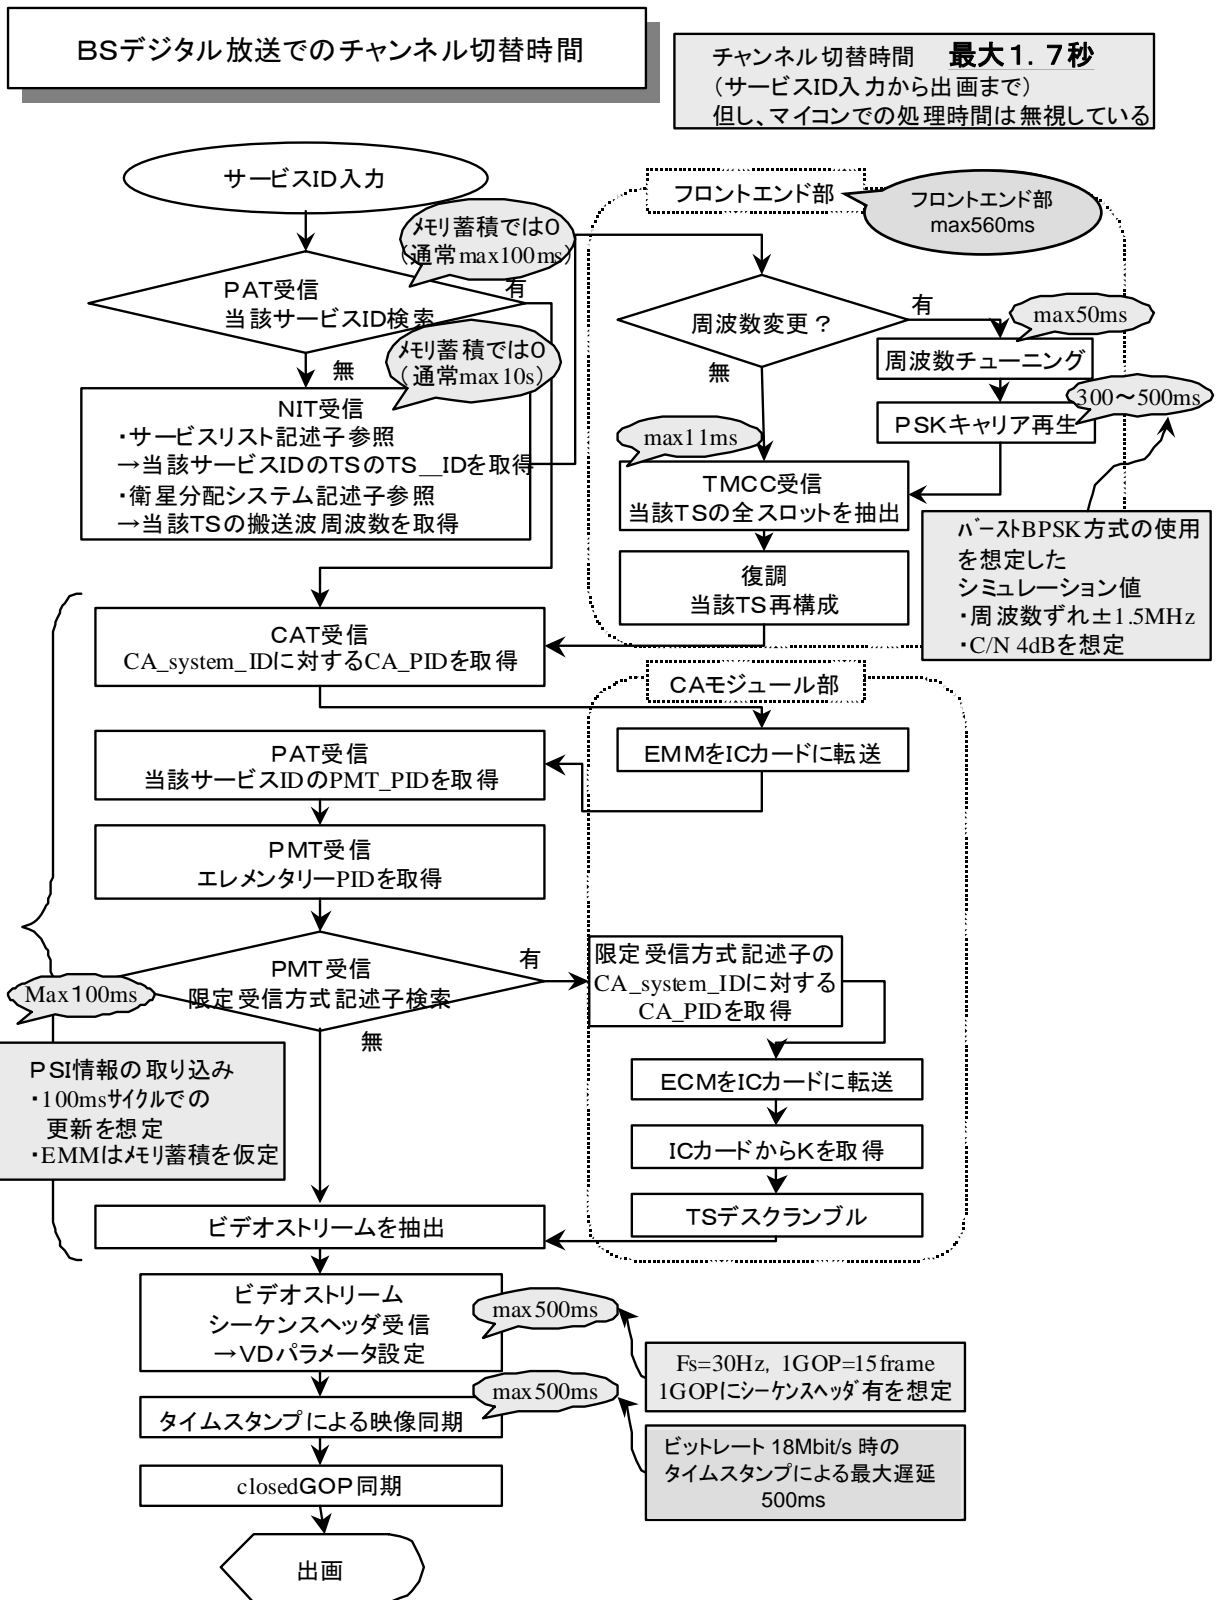 BSデジタル放送でのチャンネル切替時間
チャンネル切替時間　最大１．７秒
（サービスID入力から出画まで）
但し、マイコンでの処理時間は無視している
サービスID入力
メモリ蓄積では0
（通常max100ms）
PAT受信
当該サービスID検索
有
無
メモリ蓄積では0
（通常max10s）
NIT受信
・サービスリスト記述子参照
→当該サービスIDのTSのTS__IDを取得
・衛星分配システム記述子参照
→当該TSの搬送波周波数を取得
フロントエンド部
フロントエンド部
max560ms
周波数変更？
有
無
max50ms
周波数チューニング
300～500ms
PSKキャリア再生
max11ms
TMCC受信
当該TSの全スロットを抽出
復調
当該TS再構成
バーストBPSK方式の使用
を想定した
シミュレーション値
・周波数ずれ±1.5MHz
・C/N 4dBを想定
CAT受信
CA_system_IDに対するCA_PIDを取得
CAモジュール部
EMMをICカードに転送
PAT受信
当該サービスIDのPMT_PIDを取得
PMT受信
エレメンタリーPIDを取得
PMT受信
限定受信方式記述子検索
有
無
限定受信方式記述子の
CA_system_IDに対する
CA_PIDを取得
Max100ms
PSI情報の取り込み
・100msサイクルでの
更新を想定
・EMMはメモリ蓄積を仮定
ECMをICカードに転送
ICカードからKを取得
TSデスクランブル
ビデオストリームを抽出
ビデオストリーム
シーケンスヘッダ受信
→VDパラメータ設定
max500ms
Fs=30Hz, 1GOP=15frame
1GOPにシーケンスヘッダ有を想定
タイムスタンプによる映像同期
max500ms
ビットレート 18Mbit/s 時の
タイムスタンプによる最大遅延
500ms
closedGOP同期
出画